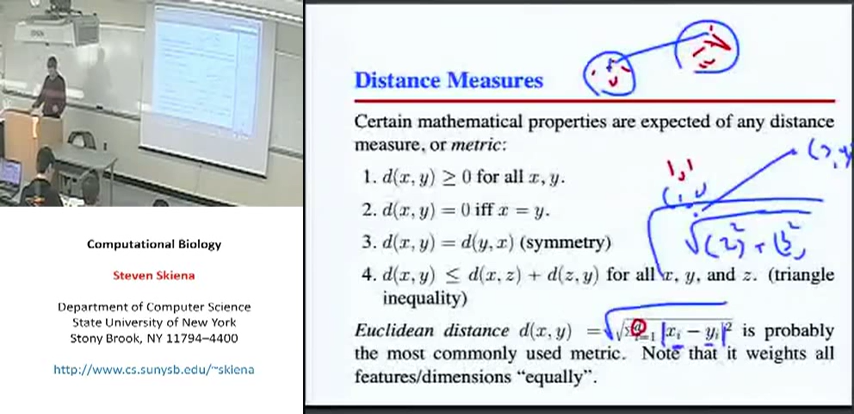 Computational Biology
Steven Skiena
Department of Computer Science
State University of New York
Stony Brook, NY 11794–4400
http://www.cs.sunysb.edu/~skiena
Distance Measures
Certain mathematical properties are expected of any distance
measure, or metric:
1. d(x, y) ≥ 0 for all x, y.
2. d(x, y) = 0 iff x = y.
3. d(x, y) = d(y, x) (symmetry)
4. d(x, y) ≤ d(x, z) + d(z, y) for all x, y, and z. (triangle
inequality)
Euclidean distance d(x, y) = |x_i − y_i|² is probably
the most commonly used metric. Note that it weights all
features/dimensions “equally”.
1,1